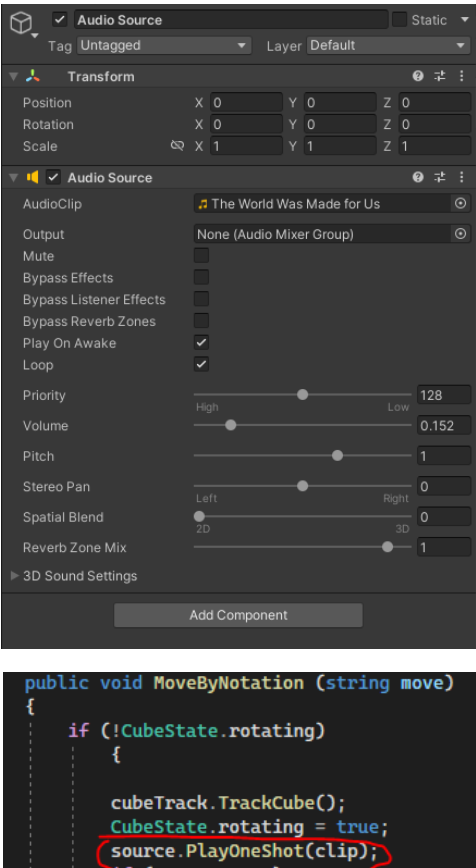 Audio Source Static
Tag Untagged Layer Default
Transform
Position X 0 Y 0 Z 0
Rotation X 0 Y 0 Z 0
Scale X 1 Y 1 Z 1
Audio Source
AudioClip The World Was Made for Us
Output None (Audio Mixer Group)
Mute
Bypass Effects
Bypass Listener Effects
Bypass Reverb Zones
Play On Awake
Loop
Priority 128
High Low
Volume 0.152
Pitch 1
Stereo Pan 0
Left Right
Spatial Blend 0
2D 3D
Reverb Zone Mix 1
3D Sound Settings
Add Component
public void MoveByNotation (string move)
{
if (!CubeState.rotating)
{
cubeTrack.TrackCube();
CubeState.rotating = true;
source.PlayOneShot(clip);